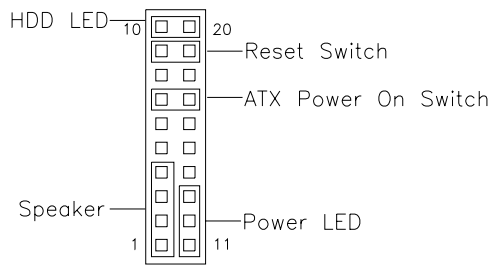 HDD LED
10 20
Reset Switch
ATX Power On Switch
Speaker
Power LED
1 11